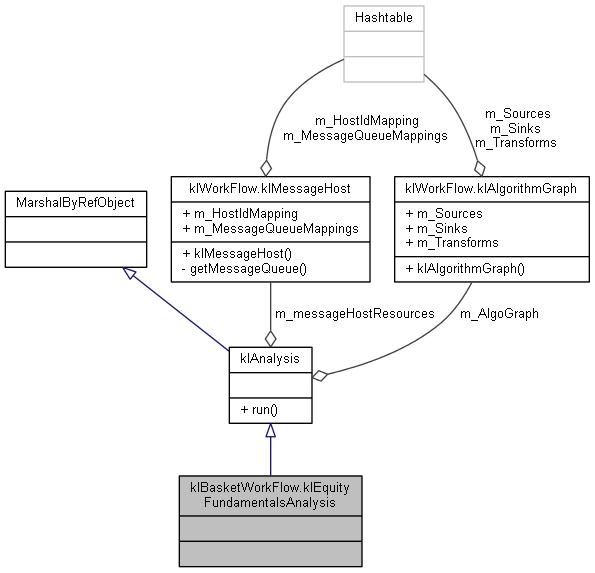 Hashtable
m_HostIdMapping
m_MessageQueueMappings
m_Sources
m_Sinks
m_Transforms
MarshalByRefObject
klWorkFlow.klMessageHost
+ m_HostIdMapping
+ m_MessageQueueMappings
+ klMessageHost()
- getMessageQueue()
klWorkFlow.klAlgorithmGraph
+ m_Sources
+ m_Sinks
+ m_Transforms
+ klAlgorithmGraph()
m_messageHostResources
m_AlgoGraph
klAnalysis
+ run()
klBasketWorkFlow.klEquity
FundamentalsAnalysis